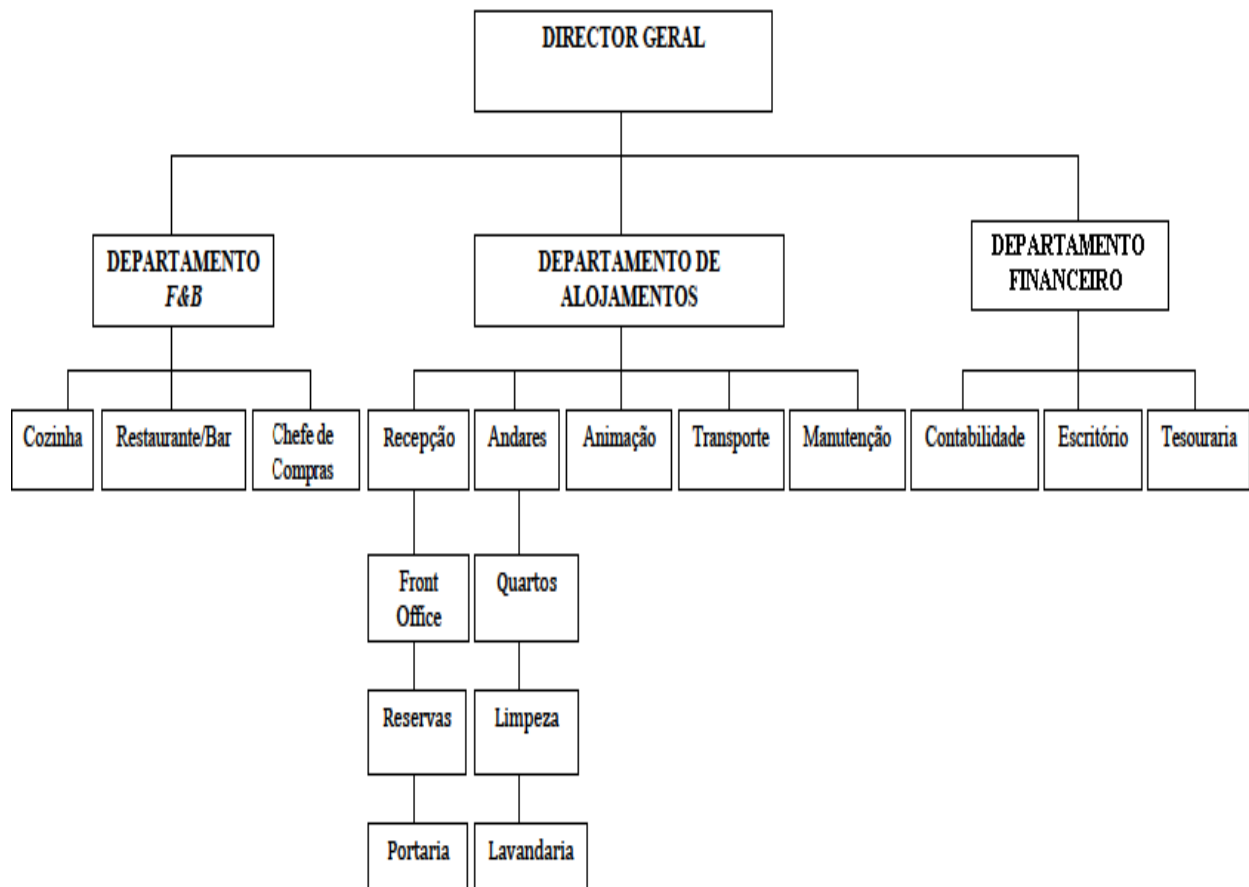 DIRECTOR GERAL
DEPARTAMENTO
F&B
DEPARTAMENTO DE
ALOJAMENTOS
DEPARTAMENTO
FINANCEIRO
Cozinha
Restaurante/Bar
Chefe de
Compras
Recepção
Andares
Animação
Transporte
Manutenção
Contabilidade
Escritório
Tesouraria
Front
Office
Quartos
Reservas
Limpeza
Portaria
Lavandaria